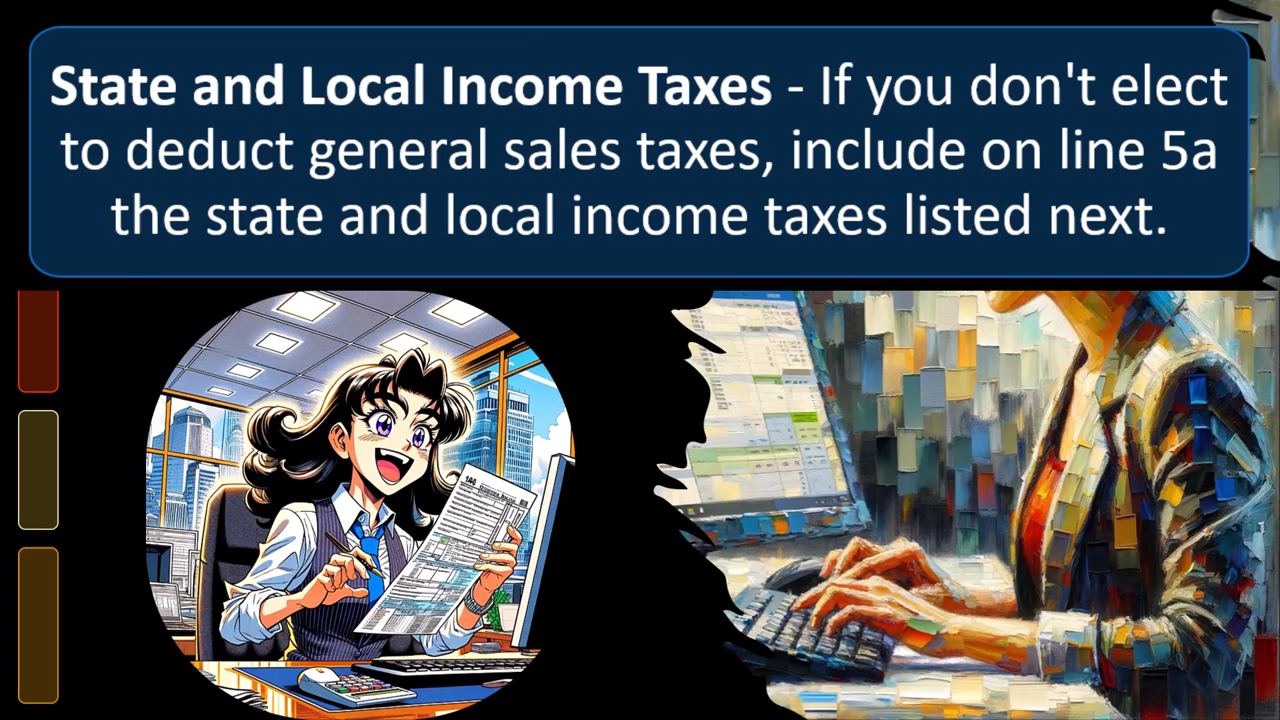 State and Local Income Taxes - If you don't elect
to deduct general sales taxes, include on line 5a
the state and local income taxes listed next.